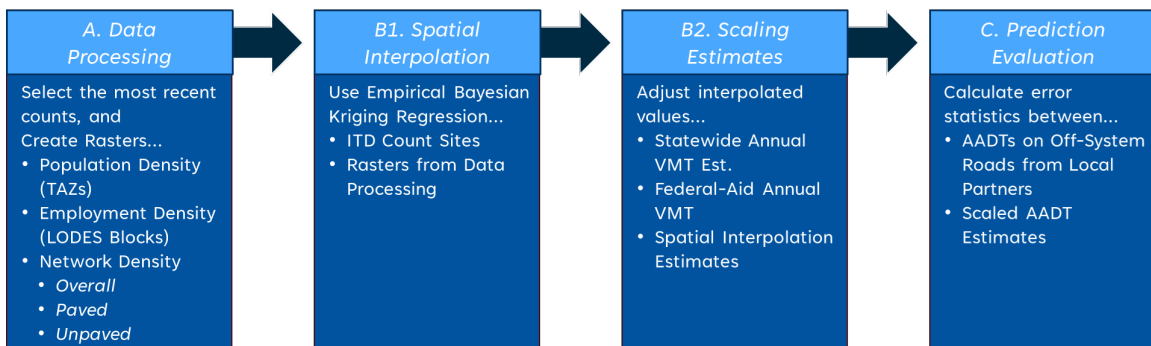 A. Data
Processing
Select the most recent
counts, and
Create Rasters...
• Population Density
(TAZs)
• Employment Density
(LODES Blocks)
• Network Density
• Overall
• Paved
• Unpaved
B1. Spatial
Interpolation
Use Empirical Bayesian
Kriging Regression...
• ITD Count Sites
• Rasters from Data
Processing
B2. Scaling
Estimates
Adjust interpolated
values...
• Statewide Annual
VMT Est.
• Federal-Aid Annual
VMT
• Spatial Interpolation
Estimates
C. Prediction
Evaluation
Calculate error
statistics between...
• AADTs on Off-System
Roads from Local
Partners
• Scaled AADT
Estimates